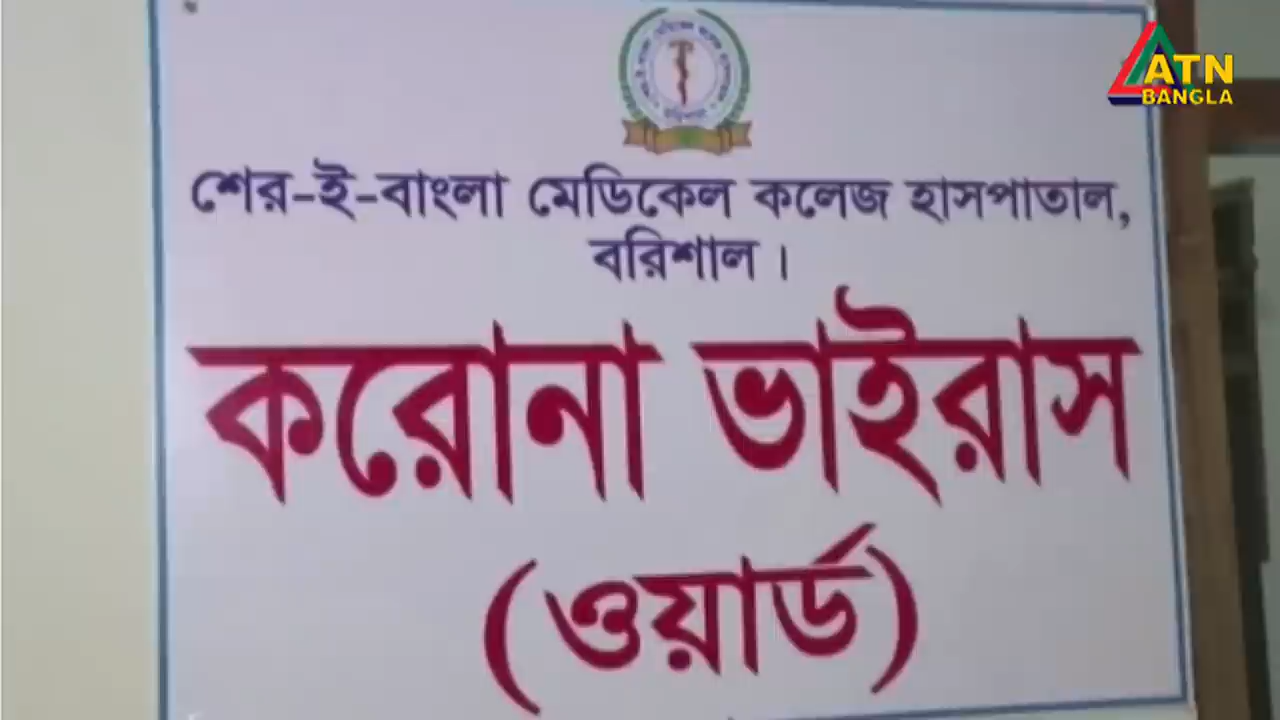 ATN
BANGLA
শের-ই-বাংলা মেডিকেল কলেজ হাসপাতাল,
বরিশাল।
করোনা ভাইরাস
(ওয়ার্ড)